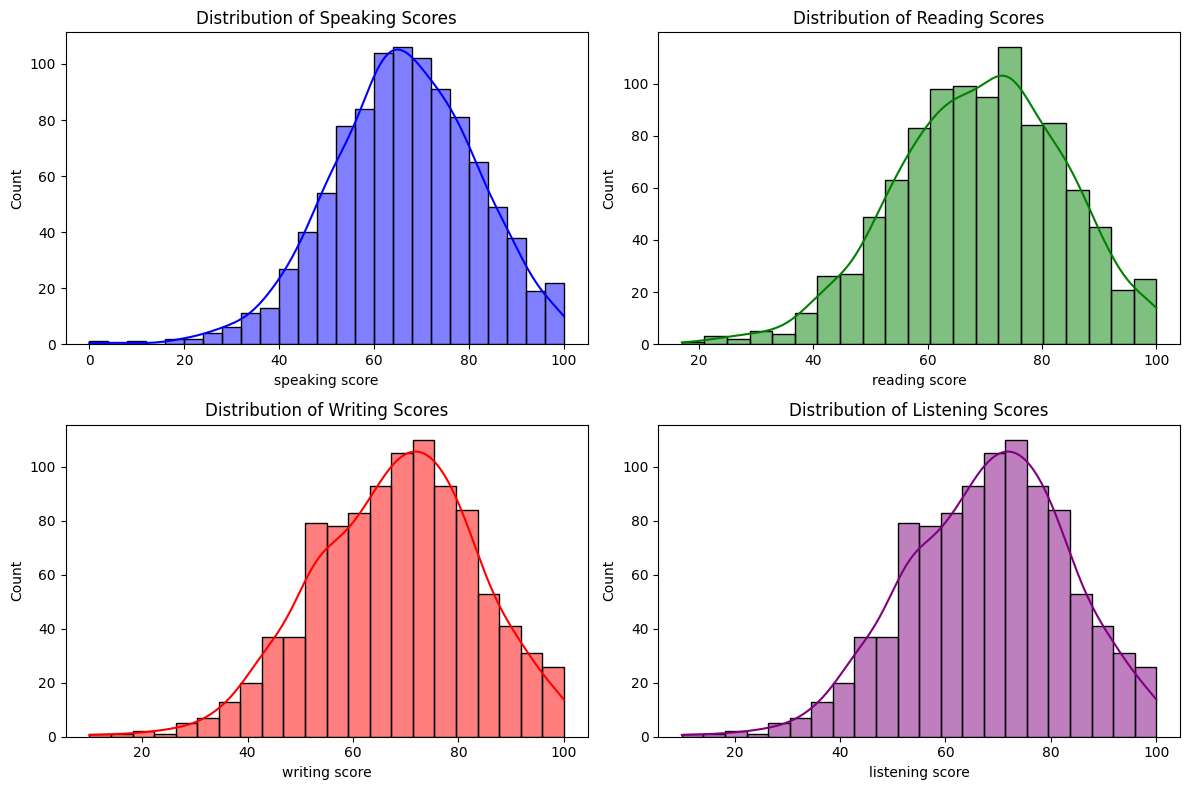 Distribution of Speaking Scores
Count
100
80
60
40
20
0
0 20 40 60 80 100
speaking score
Distribution of Reading Scores
Count
100
80
60
40
20
0
20 40 60 80 100
reading score
Distribution of Writing Scores
Count
100
80
60
40
20
0
20 40 60 80 100
writing score
Distribution of Listening Scores
Count
100
80
60
40
20
0
20 40 60 80 100
listening score